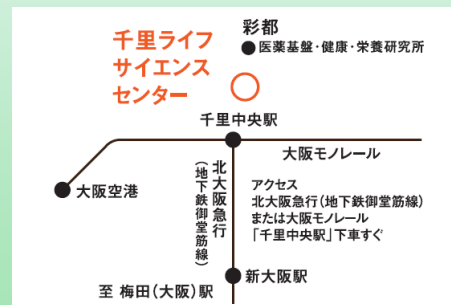 彩都
医薬基盤・健康・栄養研究所
千里ライフ
サイエンス
センター
千里中央駅
大阪モノレール
大阪空港
北大阪急行
(地下鉄御堂筋線)
アクセス
北大阪急行(地下鉄御堂筋線)
または大阪モノレール
「千里中央駅」下車すぐ
新大阪駅
至 梅田(大阪)駅